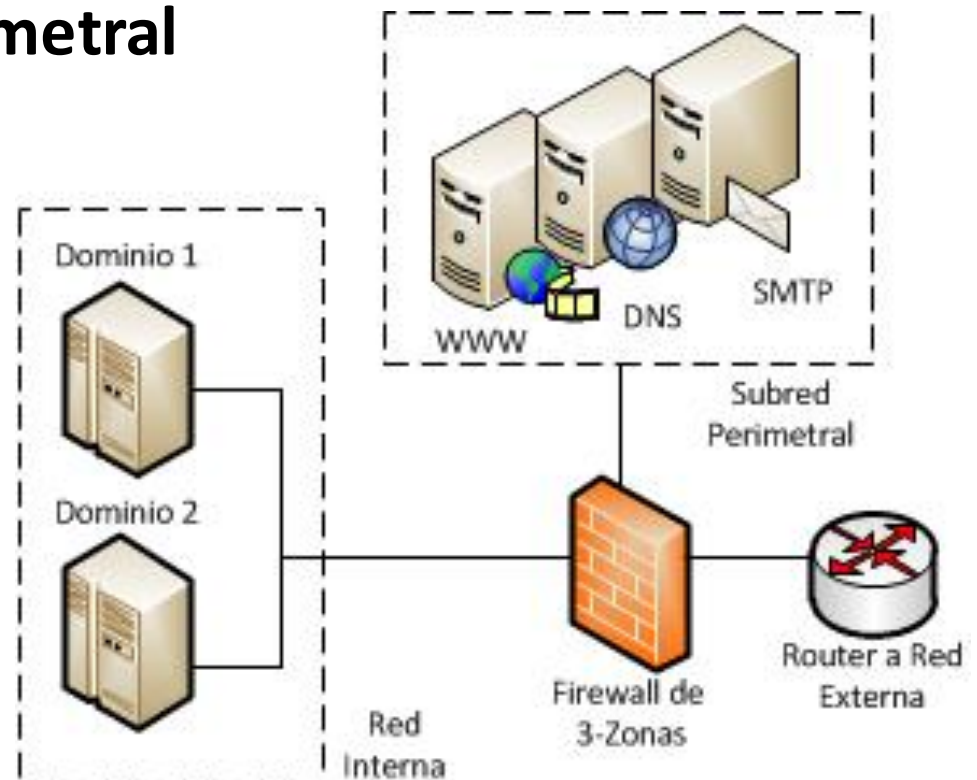 metral
Dominio 1
WWW
DNS
SMTP
Subred
Perimetral
Dominio 2
Red
Interna
Firewall de
3-Zonas
Router a Red
Externa